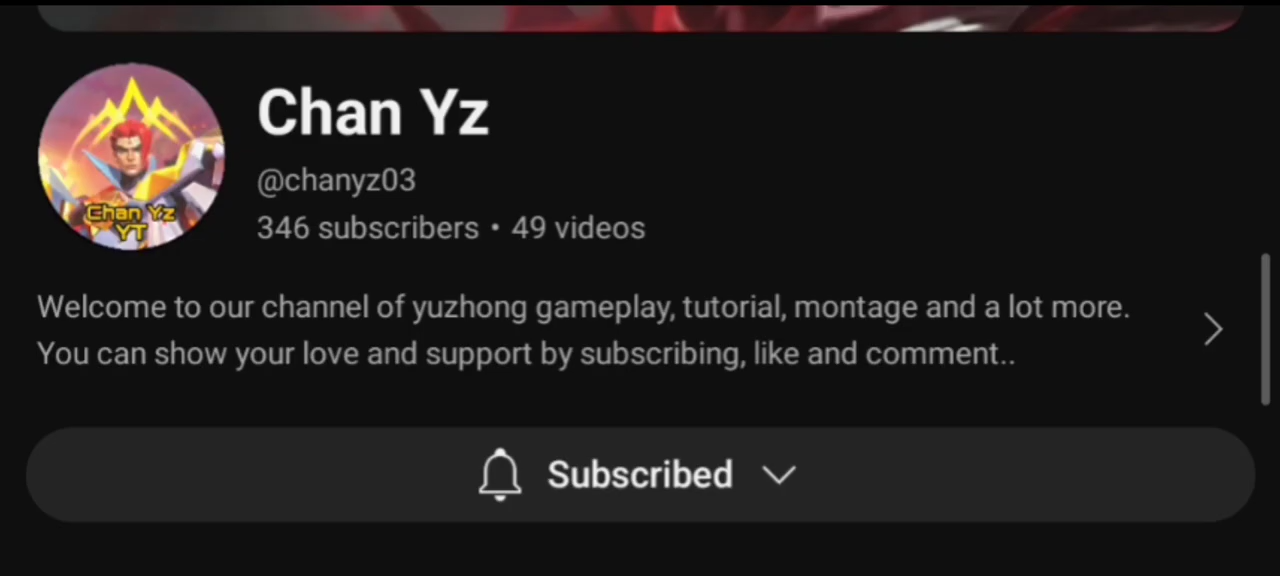 Chan Yz
YT
Chan Yz
@chanyz03
346 subscribers • 49 videos
Welcome to our channel of yuzhong gameplay, tutorial, montage and a lot more.
You can show your love and support by subscribing, like and comment..
Subscribed